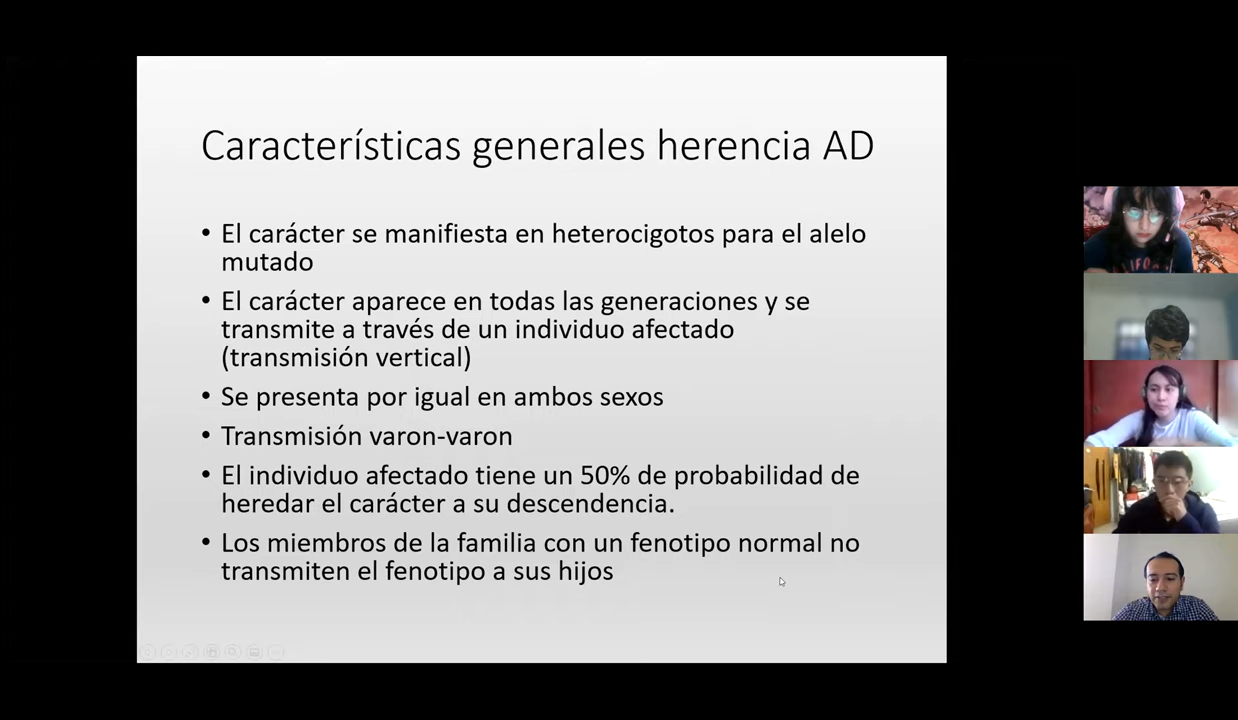 Características generales herencia AD
• El carácter se manifiesta en heterocigotos para el alelo
mutado
• El carácter aparece en todas las generaciones y se
transmite a través de un individuo afectado
(transmisión vertical)
• Se presenta por igual en ambos sexos
• Transmisión varon-varon
• El individuo afectado tiene un 50% de probabilidad de
heredar el carácter a su descendencia.
• Los miembros de la familia con un fenotipo normal no
transmiten el fenotipo a sus hijos